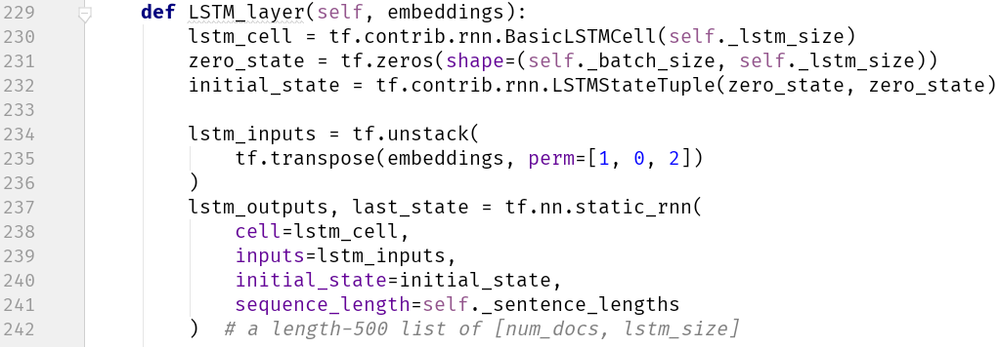 229 def LSTM_layer(self, embeddings):
230 lstm_cell = tf.contrib.rnn.BasicLSTMCell(self._lstm_size)
231 zero_state = tf.zeros(shape=(self._batch_size, self._lstm_size))
232 initial_state = tf.contrib.rnn.LSTMStateTuple(zero_state, zero_state)
233
234 lstm_inputs = tf.unstack(
235 tf.transpose(embeddings, perm=[1, 0, 2])
236 )
237 lstm_outputs, last_state = tf.nn.static_rnn(
238 cell=lstm_cell,
239 inputs=lstm_inputs,
240 initial_state=initial_state,
241 sequence_length=self._sentence_lengths
242 ) # a length-500 list of [num_docs, lstm_size]